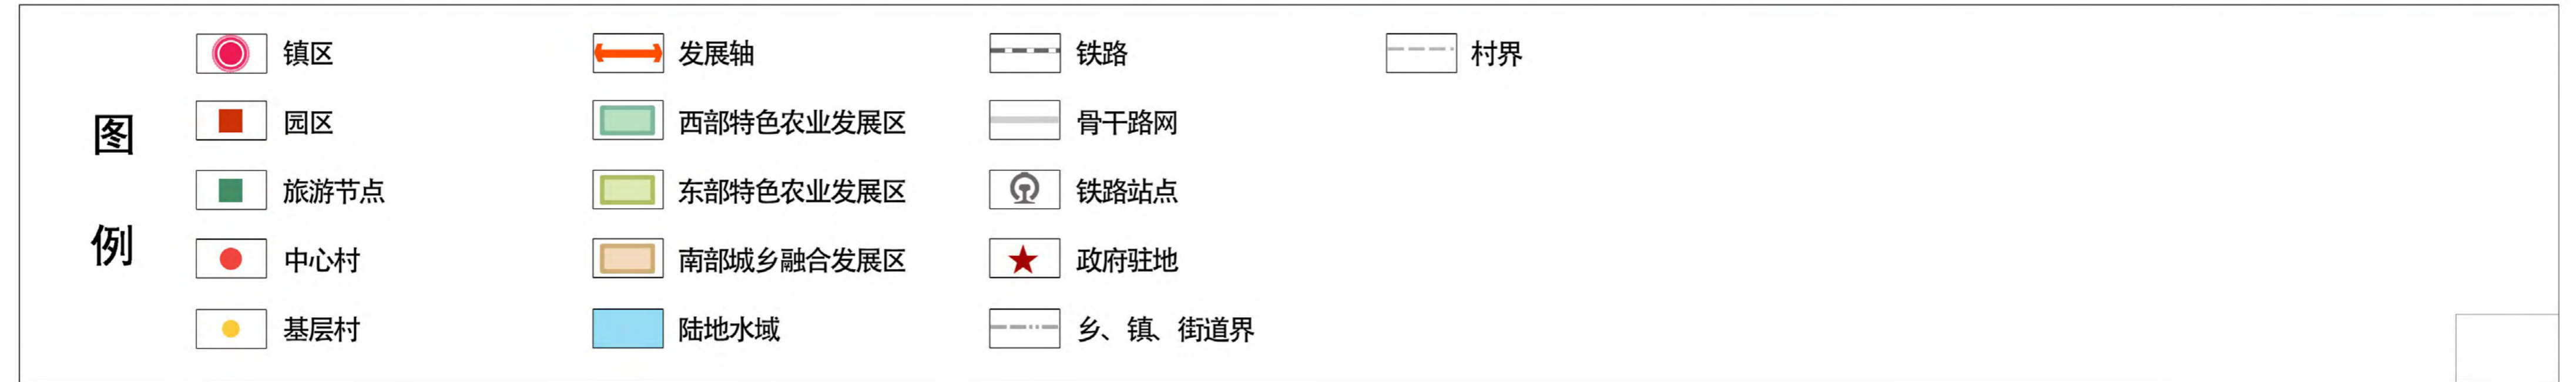 图例
镇区
园区
旅游节点
中心村
基层村
发展轴
西部特色农业发展区
东部特色农业发展区
南部城乡融合发展区
陆地水域
铁路
骨干路网
铁路站点
政府驻地
乡、镇、街道界
村界